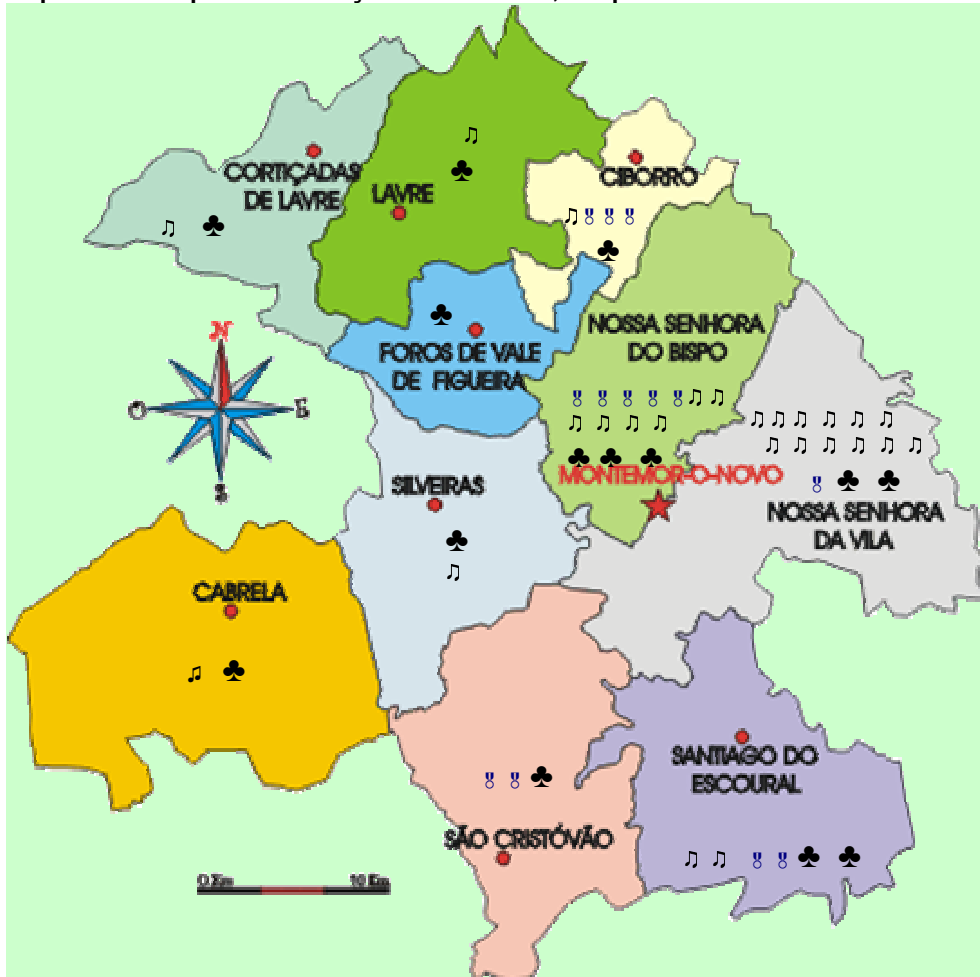 CORTIÇADAS
DE LAVRE
LAVRE
CIBORRO
NOSSA SENHORA
DO BISPO
FOROS DE VALE
DE FIGUEIRA
N
O
E
S
MONTEMOR-O-NOVO
SILVEIRAS
NOSSA SENHORA
DA VILA
CABRELA
SANTIAGO DO
ESCOURAL
SÃO CRISTÓVÃO
0 Km
10 Km